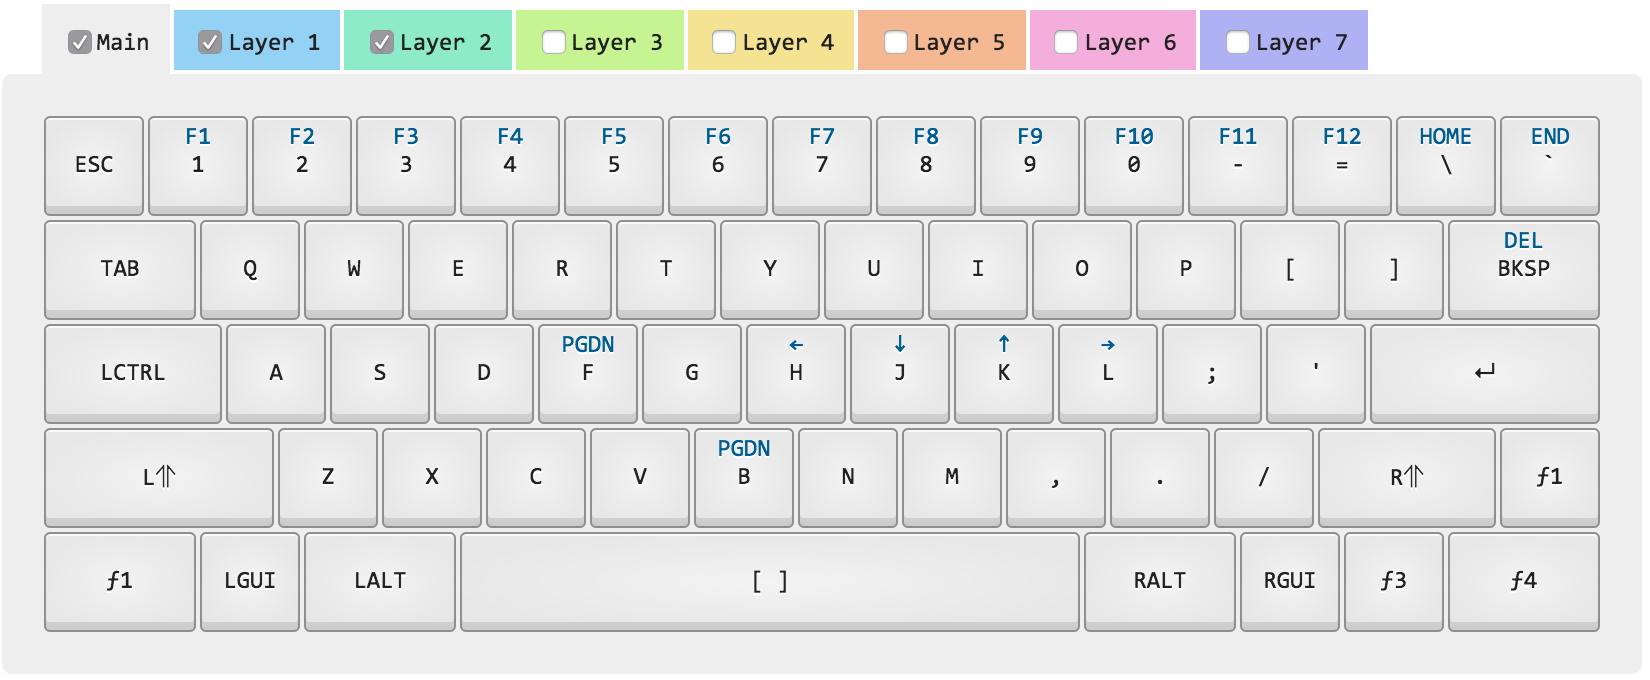 Main Layer 1 Layer 2 Layer 3 Layer 4 Layer 5 Layer 6 Layer 7
F1 F2 F3 F4 F5 F6 F7 F8 F9 F10 F11 F12 HOME END
ESC 1 2 3 4 5 6 7 8 9 0 - = \ `
DEL
TAB Q W E R T Y U I O P [ ] BKSP
PGDN ← ↓ ↑ →
LCTRL A S D F G H J K L ; ' ↵
PGDN
L⇈ Z X C V B N M , . / R⇈ ƒ1
ƒ1 LGUI LALT [ ] RALT RGUI ƒ3 ƒ4